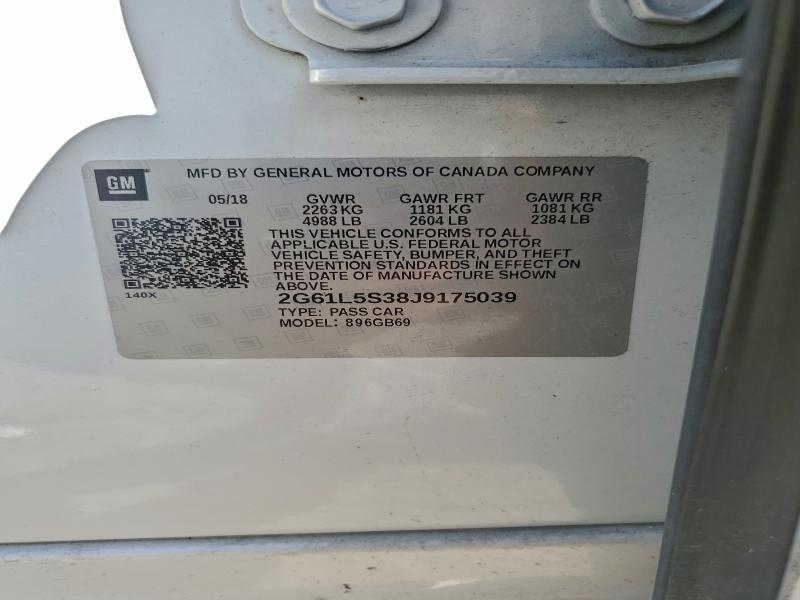 GM
MFD BY GENERAL MOTORS OF CANADA COMPANY
05/18 GVWR GAWR FRT GAWR RR
2263 KG 1181 KG 1081 KG
4988 LB 2604 LB 2384 LB
THIS VEHICLE CONFORMS TO ALL
APPLICABLE U.S. FEDERAL MOTOR
VEHICLE SAFETY, BUMPER, AND THEFT
PREVENTION STANDARDS IN EFFECT ON
THE DATE OF MANUFACTURE SHOWN
ABOVE.
140X
2G61L5S38J9175039
TYPE: PASS CAR
MODEL: 896GB69